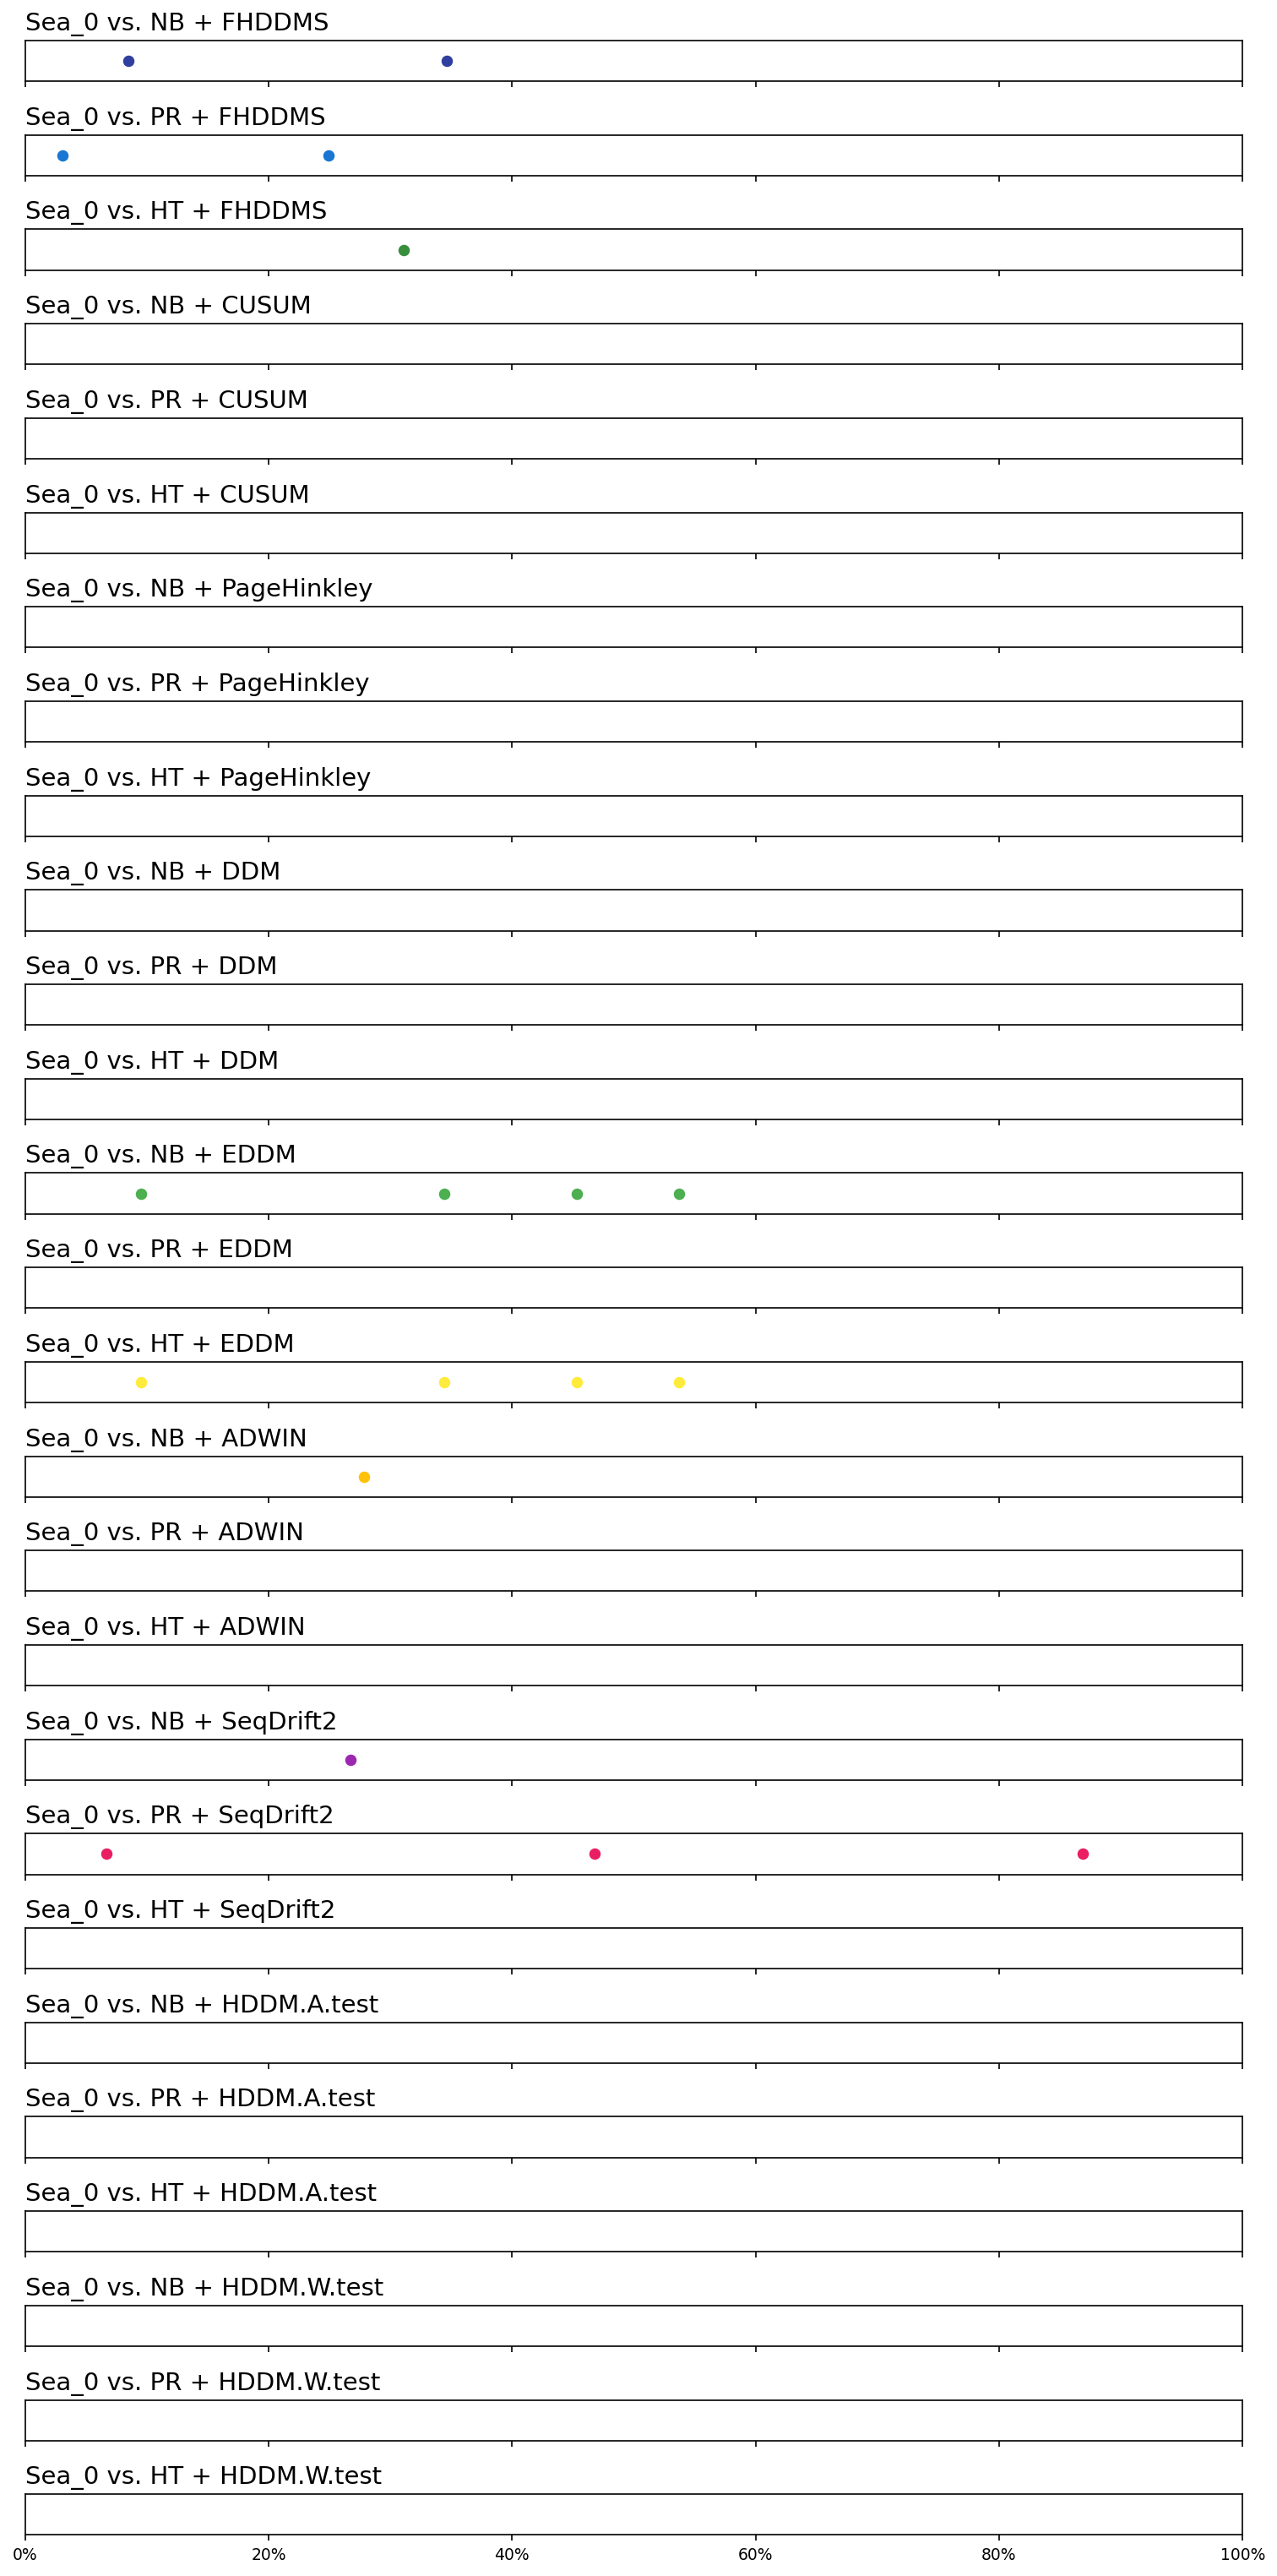 Sea_0 vs. NB + FHDDMS
Sea_0 vs. PR + FHDDMS
Sea_0 vs. HT + FHDDMS
Sea_0 vs. NB + CUSUM
Sea_0 vs. PR + CUSUM
Sea_0 vs. HT + CUSUM
Sea_0 vs. NB + PageHinkley
Sea_0 vs. PR + PageHinkley
Sea_0 vs. HT + PageHinkley
Sea_0 vs. NB + DDM
Sea_0 vs. PR + DDM
Sea_0 vs. HT + DDM
Sea_0 vs. NB + EDDM
Sea_0 vs. PR + EDDM
Sea_0 vs. HT + EDDM
Sea_0 vs. NB + ADWIN
Sea_0 vs. PR + ADWIN
Sea_0 vs. HT + ADWIN
Sea_0 vs. NB + SeqDrift2
Sea_0 vs. PR + SeqDrift2
Sea_0 vs. HT + SeqDrift2
Sea_0 vs. NB + HDDM.A.test
Sea_0 vs. PR + HDDM.A.test
Sea_0 vs. HT + HDDM.A.test
Sea_0 vs. NB + HDDM.W.test
Sea_0 vs. PR + HDDM.W.test
Sea_0 vs. HT + HDDM.W.test
0% 20% 40% 60% 80% 100%